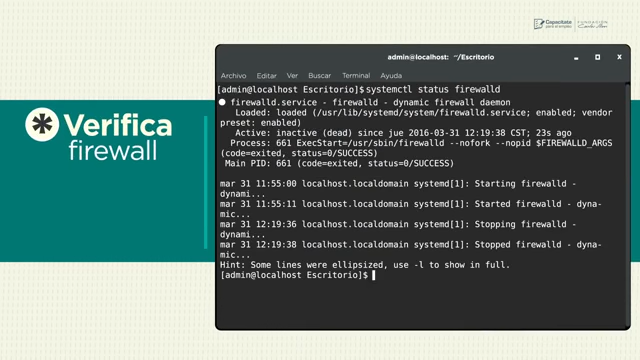 Capacítate
para el empleo
FUNDACIÓN
Carlos Slim
admin@localhost: ~/Escritorio
Archivo Editar Ver Buscar Terminal Ayuda
[admin@localhost Escritorio]$systemctl status firewalld
firewalld.service - firewalld - dynamic firewall daemon
Loaded: loaded (/usr/lib/systemd/system/firewalld.service; enabled; vendor
preset: enabled)
Active: inactive (dead) since jue 2016-03-31 12:19:38 CST; 23s ago
Process: 661 ExecStart=/usr/sbin/firewalld --nofork --nopid $FIREWALLD_ARGS
(code=exited, status=0/SUCCESS)
Main PID: 661 (code=exited, status=0/SUCCESS)
mar 31 11:55:00 localhost.localdomain systemd[1]: Starting firewalld -
dynami...
mar 31 11:55:11 localhost.localdomain systemd[1]: Started firewalld - dyna-
mic...
mar 31 12:19:36 localhost.localdomain systemd[1]: Stopping firewalld -
dynami...
mar 31 12:19:38 localhost.localdomain systemd[1]: Stopped firewalld - dyna-
mic...
Hint: Some lines were ellipsized, use -l to show in full.
[admin@localhost Escritorio]$
* Verifica
firewall